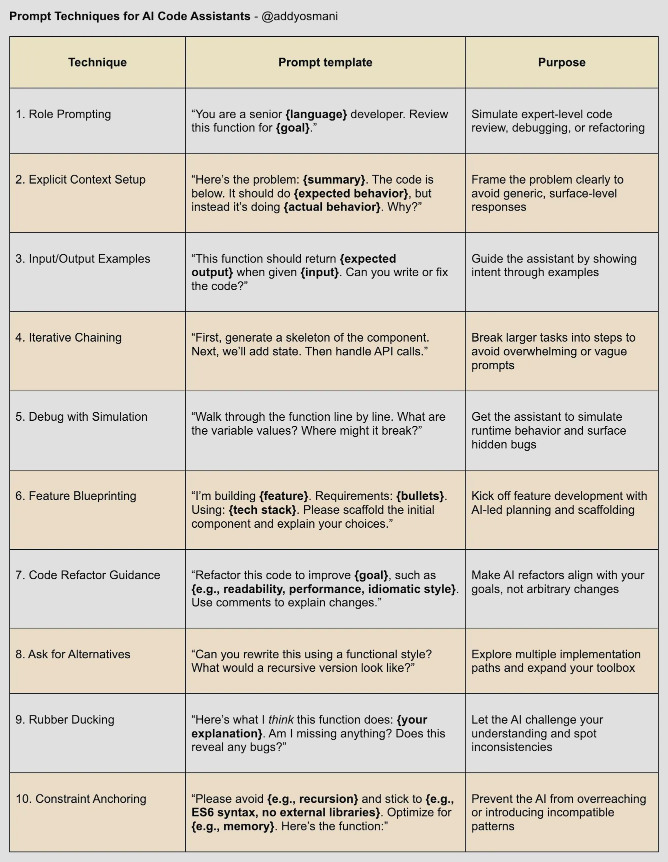 Prompt Techniques for AI Code Assistants - @addyosmani
Technique
Prompt template
Purpose
1. Role Prompting
“You are a senior {language} developer. Review
this function for {goal}.”
Simulate expert-level code
review, debugging, or refactoring
2. Explicit Context Setup
“Here’s the problem: {summary}. The code is
below. It should do {expected behavior}, but
instead it’s doing {actual behavior}. Why?”
Frame the problem clearly to
avoid generic, surface-level
responses
3. Input/Output Examples
“This function should return {expected
output} when given {input}. Can you write or fix
the code?”
Guide the assistant by showing
intent through examples
4. Iterative Chaining
“First, generate a skeleton of the component.
Next, we’ll add state. Then handle API calls.”
Break larger tasks into steps to
avoid overwhelming or vague
prompts
5. Debug with Simulation
“Walk through the function line by line. What are
the variable values? Where might it break?”
Get the assistant to simulate
runtime behavior and surface
hidden bugs
6. Feature Blueprinting
“I’m building {feature}. Requirements: {bullets}.
Using: {tech stack}. Please scaffold the initial
component and explain your choices.”
Kick off feature development with
AI-led planning and scaffolding
7. Code Refactor Guidance
“Refactor this code to improve {goal}, such as
{e.g., readability, performance, idiomatic style}.
Use comments to explain changes.”
Make AI refactors align with your
goals, not arbitrary changes
8. Ask for Alternatives
“Can you rewrite this using a functional style?
What would a recursive version look like?”
Explore multiple implementation
paths and expand your toolbox
9. Rubber Ducking
“Here’s what I think this function does: {your
explanation}. Am I missing anything? Does this
reveal any bugs?”
Let the AI challenge your
understanding and spot
inconsistencies
10. Constraint Anchoring
“Please avoid {e.g., recursion} and stick to {e.g.,
ES6 syntax, no external libraries}. Optimize for
{e.g., memory}. Here’s the function:”
Prevent the AI from overreaching
or introducing incompatible
patterns